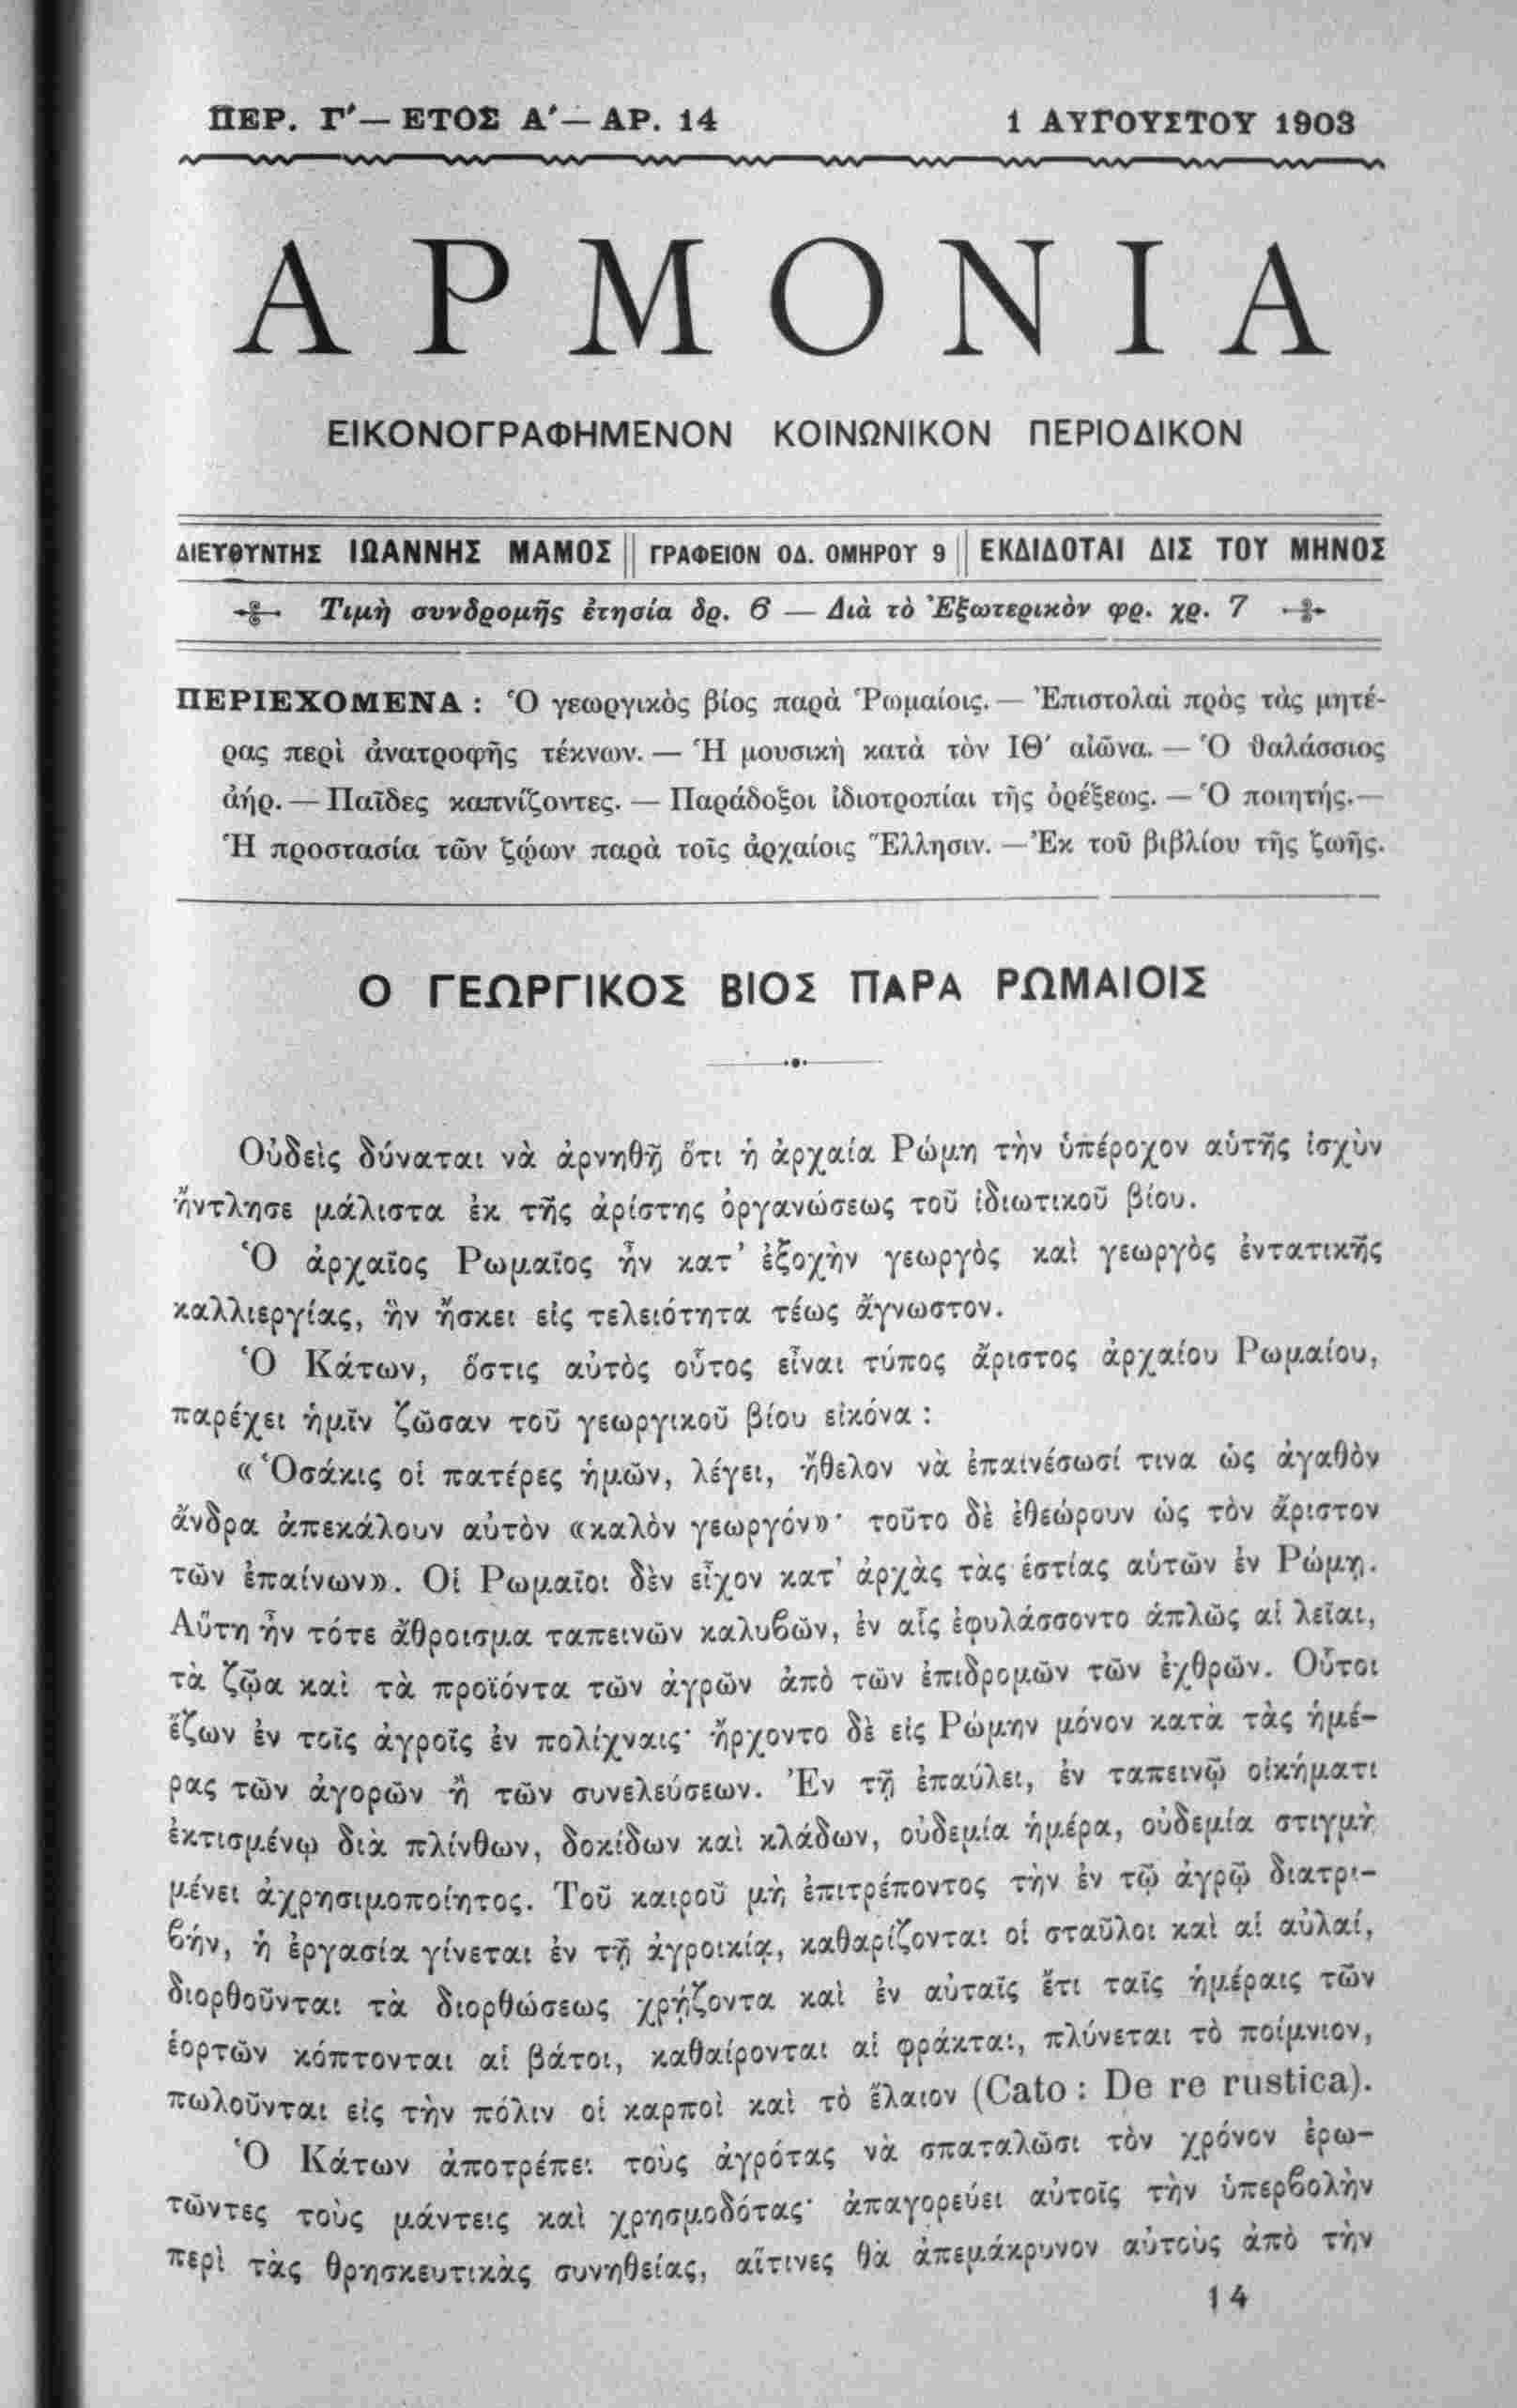 ΠΕΡ. Γ′— ΕΤΟΣ Α′— ΑΡ. 14
1 ΑΥΓΟΥΣΤΟΥ 1903
ΑΡΜΟΝΙΑ
ΕΙΚΟΝΟΓΡΑΦΗΜΕΝΟΝ ΚΟΙΝΩΝΙΚΟΝ ΠΕΡΙΟΔΙΚΟΝ
ΔΙΕΥΘΥΝΤΗΣ ΙΩΑΝΝΗΣ ΜΑΜΟΣ || ΓΡΑΦΕΙΟΝ ΟΔ. ΟΜΗΡΟΥ 9 || ΕΚΔΙΔΟΤΑΙ ΔΙΣ ΤΟΥ ΜΗΝΟΣ
Τιμὴ συνδρομῆς ἐτησία δρ. 6 — Διὰ τὸ Ἐξωτερικὸν φρ. χρ. 7
ΠΕΡΙΕΧΟΜΕΝΑ : Ὁ γεωργικὸς βίος παρὰ Ῥωμαίοις.— Ἐπιστολαὶ πρὸς τὰς μητέ-
ρας περὶ ἀνατροφῆς τέκνων. — Ἡ μουσικὴ κατὰ τὸν ΙΘ′ αἰῶνα. — Ὁ θαλάσσιος
ἀήρ. — Παῖδες καπνίζοντες. — Παράδοξοι ἰδιοτροπίαι τῆς ὀρέξεως. — Ὁ ποιητής.—
Ἡ προστασία τῶν ζῴων παρὰ τοῖς ἀρχαίοις Ἕλλησιν. — Ἐκ τοῦ βιβλίου τῆς ζωῆς.
Ο ΓΕΩΡΓΙΚΟΣ ΒΙΟΣ ΠΑΡΑ ΡΩΜΑΙΟΙΣ
Οὐδεὶς δύναται νὰ ἀρνηθῇ ὅτι ἡ ἀρχαία Ρώμη τὴν ὑπέροχον αὑτῆς ἰσχὺν
ἤντλησε μάλιστα ἐκ τῆς ἀρίστης ὀργανώσεως τοῦ ἰδιωτικοῦ βίου.
Ὁ ἀρχαῖος Ρωμαῖος ἦν κατ’ ἐξοχὴν γεωργὸς καὶ γεωργὸς ἐντατικῆς
καλλιεργίας, ἣν ἤσκει εἰς τελειότητα τέως ἄγνωστον.
Ὁ Κάτων, ὅστις αὐτὸς οὗτος εἶναι τύπος ἄριστος ἀρχαίου Ρωμαίου,
παρέχει ἡμῖν ζῶσαν τοῦ γεωργικοῦ βίου εἰκόνα :
«Ὁσάκις οἱ πατέρες ἡμῶν, λέγει, ἤθελον νὰ ἐπαινέσωσί τινα ὡς ἀγαθὸν
ἄνδρα ἀπεκάλουν αὐτὸν «καλὸν γεωργόν»· τοῦτο δὲ ἐθεώρουν ὡς τὸν ἄριστον
τῶν ἐπαίνων». Οἱ Ρωμαῖοι δὲν εἶχον κατ’ ἀρχὰς τὰς ἑστίας αὑτῶν ἐν Ρώμῃ.
Αὕτη ἦν τότε ἄθροισμα ταπεινῶν καλυβῶν, ἐν αἷς ἐφυλάσσοντο ἁπλῶς αἱ λεῖαι,
τὰ ζῷα καὶ τὰ προϊόντα τῶν ἀγρῶν ἀπὸ τῶν ἐπιδρομῶν τῶν ἐχθρῶν. Οὗτοι
ἔζων ἐν τοῖς ἀγροῖς ἐν πολίχναις· ἤρχοντο δὲ εἰς Ρώμην μόνον κατὰ τὰς ἡμέ-
ρας τῶν ἀγορῶν ἢ τῶν συνελεύσεων. Ἐν τῇ ἐπαύλει, ἐν ταπεινῷ οἰκήματι
ἐκτισμένῳ διὰ πλίνθων, δοκίδων καὶ κλάδων, οὐδεμία ἡμέρα, οὐδεμία στιγμὴ
μένει ἀχρησιμοποίητος. Τοῦ καιροῦ μὴ ἐπιτρέποντος τὴν ἐν τῷ ἀγρῷ διατρι-
βήν, ἡ ἐργασία γίνεται ἐν τῇ ἀγροικίᾳ, καθαρίζονται οἱ σταῦλοι καὶ αἱ αὐλαί,
διορθοῦνται τὰ διορθώσεως χρῄζοντα καὶ ἐν αὐταῖς ἔτι ταῖς ἡμέραις τῶν
ἑορτῶν κόπτονται αἱ βάτοι, καθαίρονται αἱ φράκται, πλύνεται τὸ ποίμνιον,
πωλοῦνται εἰς τὴν πόλιν οἱ καρποὶ καὶ τὸ ἔλαιον (Cato : De re rustica).
Ὁ Κάτων ἀποτρέπει τοὺς ἀγρότας νὰ σπαταλῶσι τὸν χρόνον ἐρω-
τῶντες τοὺς μάντεις καὶ χρησμοδότας· ἀπαγορεύει αὐτοῖς τὴν ὑπερβολὴν
περὶ τὰς θρησκευτικὰς συνηθείας, αἵτινες θὰ ἀπεμάκρυνον αὐτοὺς ἀπὸ τὴν
14